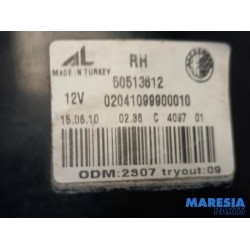 AL RH
MADE IN TURKEY
50513612
12V 02041099900010
15.06.10 02.36 C 4097 01
ODM:2307 tryout:09
MARESIA
PARTS